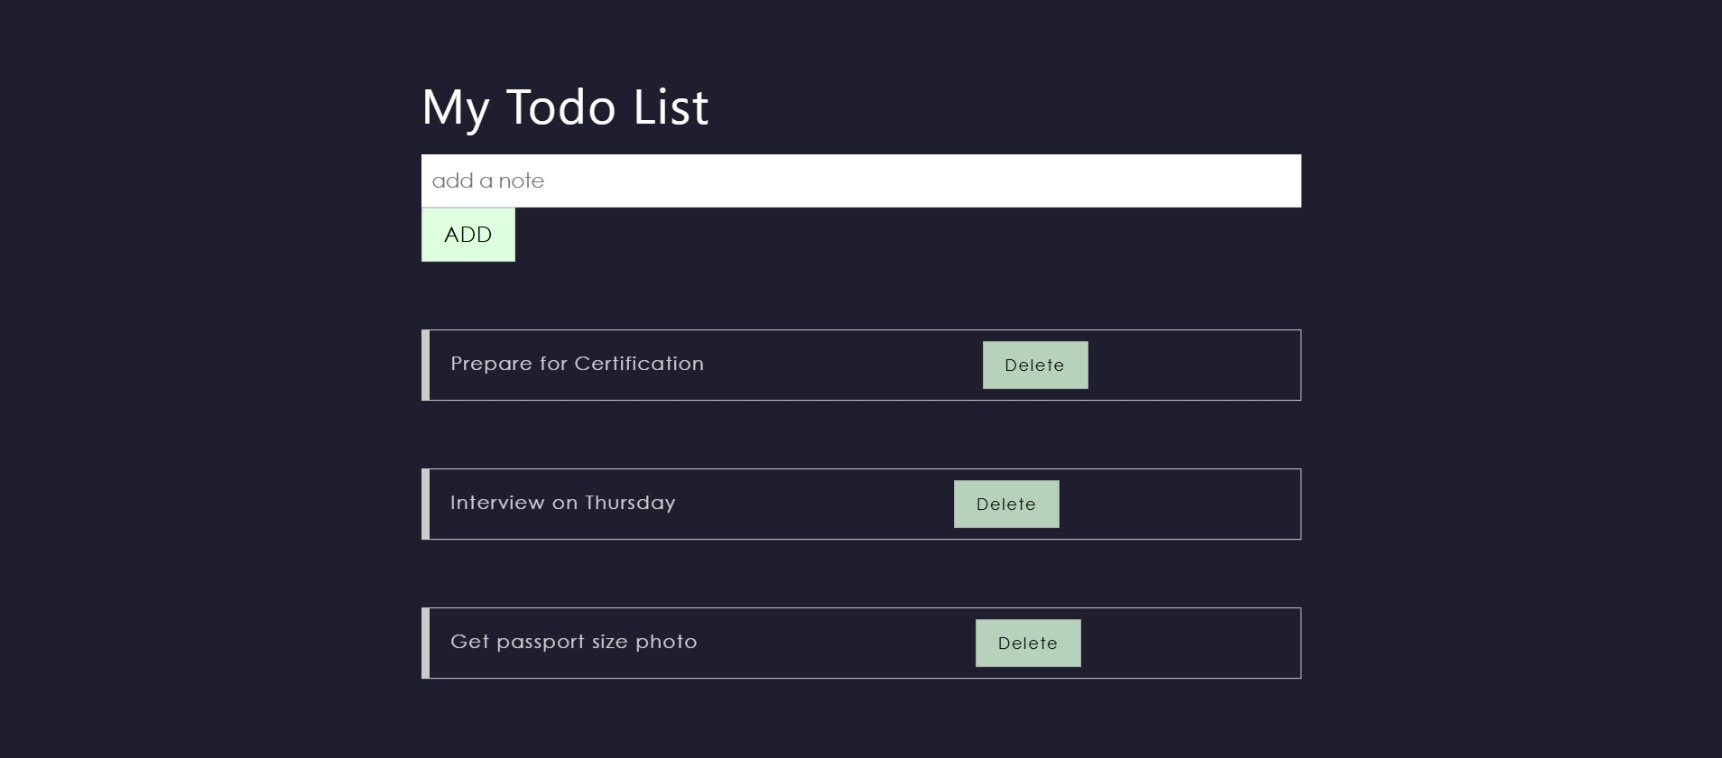 My Todo List
add a note
ADD
Prepare for Certification Delete
Interview on Thursday Delete
Get passport size photo Delete